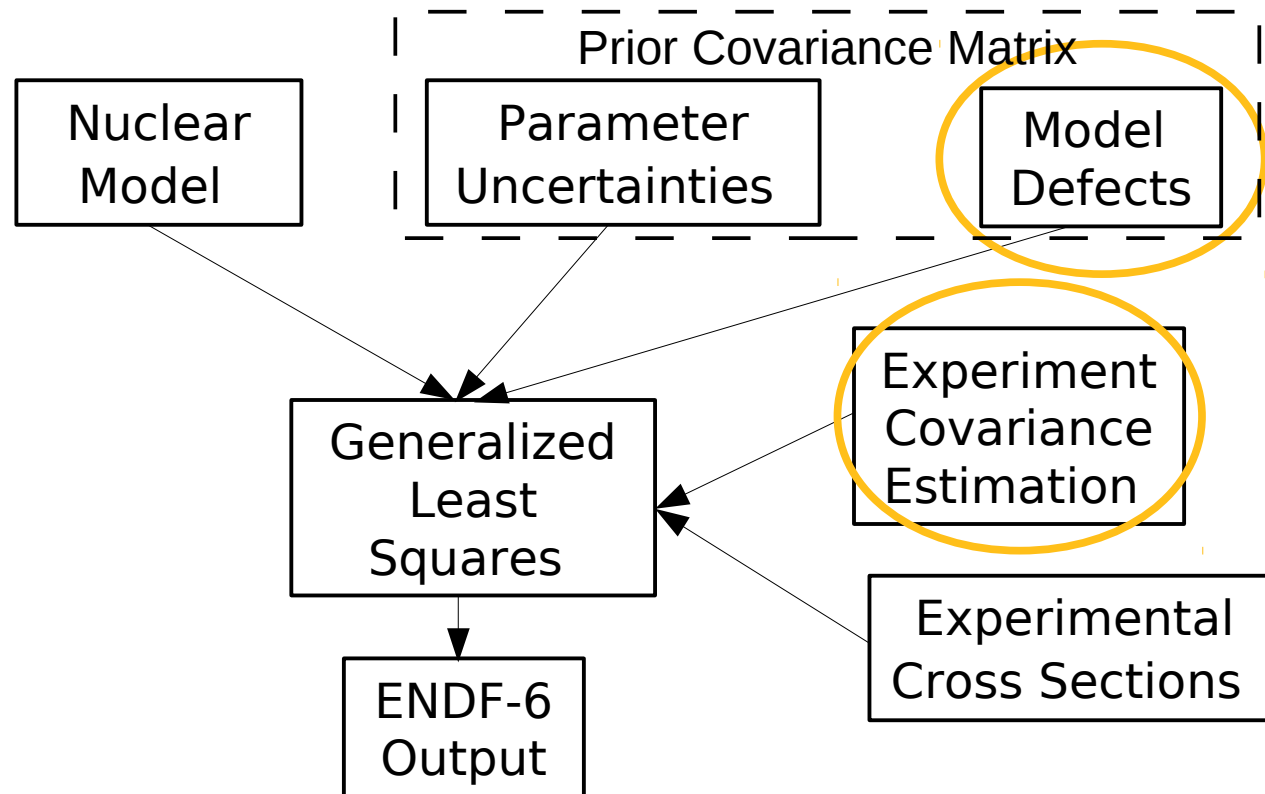 Prior Covariance Matrix
Nuclear
Model
Parameter
Uncertainties
Model
Defects
Experiment
Covariance
Estimation
Generalized
Least
Squares
Experimental
Cross Sections
ENDF-6
Output